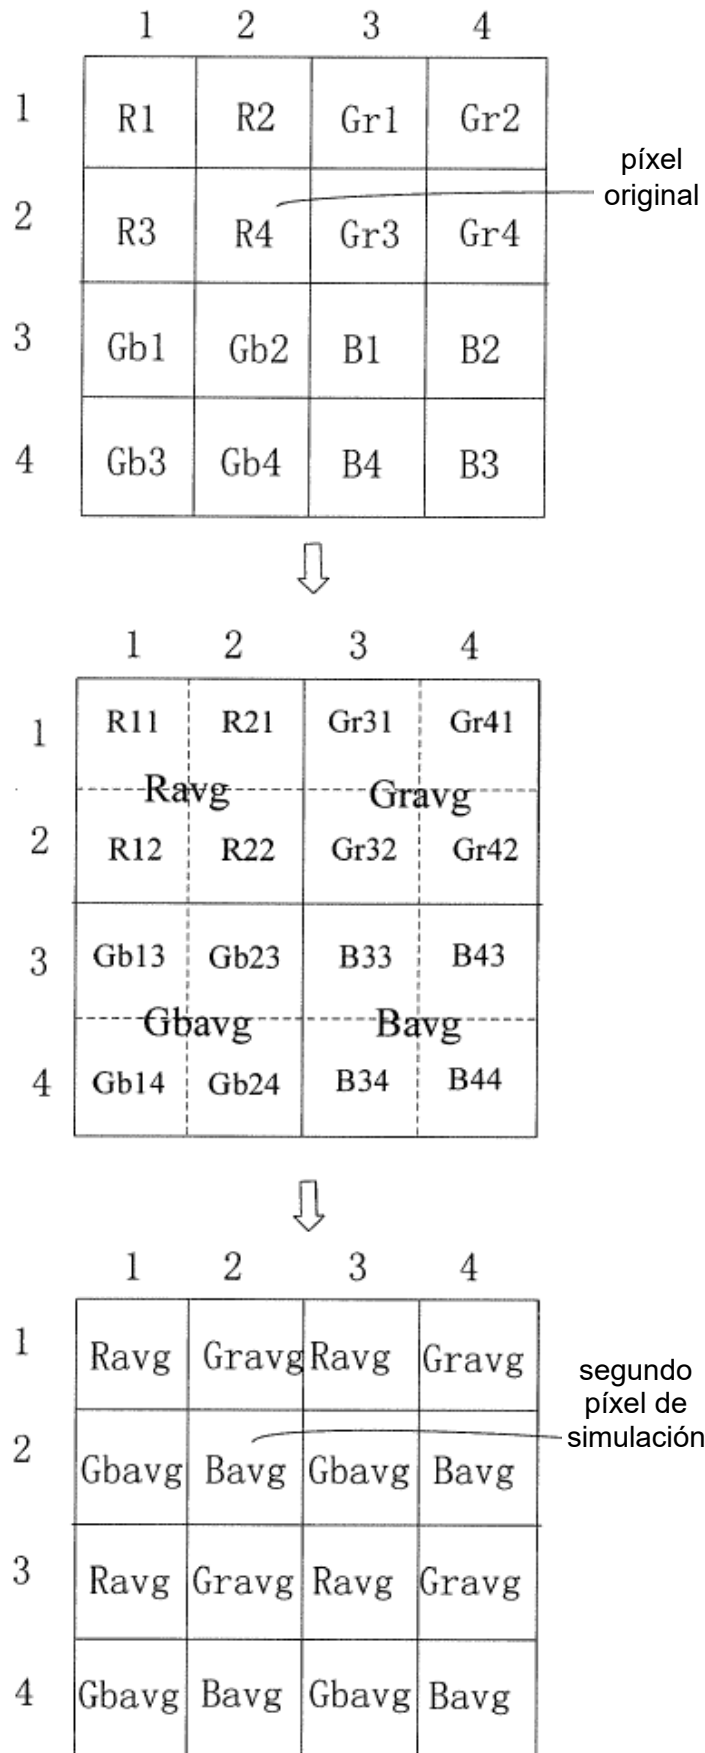 1 2 3 4
1 R1 R2 Gr1 Gr2
píxel
original
2 R3 R4 Gr3 Gr4
3 Gb1 Gb2 B1 B2
4 Gb3 Gb4 B4 B3
1 2 3 4
1 R11 R21 Gr31 Gr41
Ravg Gravg
2 R12 R22 Gr32 Gr42
3 Gb13 Gb23 B33 B43
Gbavg Bavg
4 Gb14 Gb24 B34 B44
1 2 3 4
1 Ravg Gravg Ravg Gravg
segundo
píxel de
simulación
2 Gbavg Bavg Gbavg Bavg
3 Ravg Gravg Ravg Gravg
4 Gbavg Bavg Gbavg Bavg